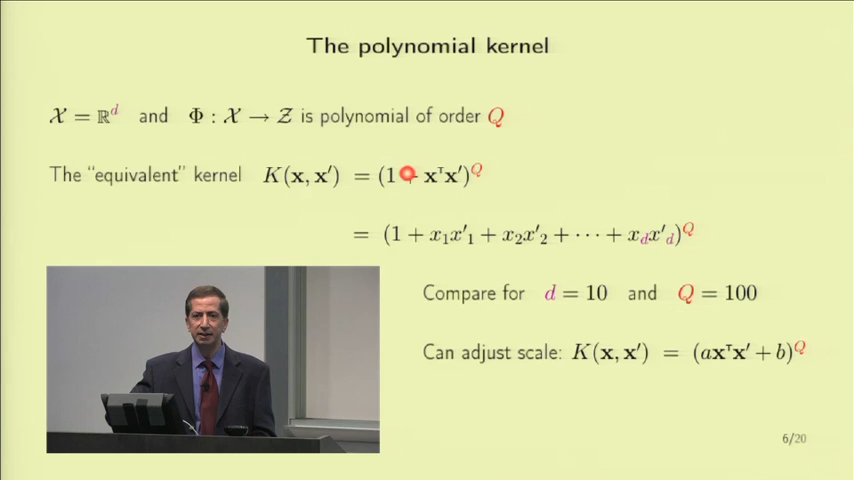 The polynomial kernel
𝒳 = ℝᵈ and Φ : 𝒳 → 𝒵 is polynomial of order Q
The "equivalent" kernel K(x, x′) = (1 + xᵀx′)^Q
= (1 + x₁x′₁ + x₂x′₂ + ··· + x_d x′_d)^Q
Compare for d = 10 and Q = 100
Can adjust scale: K(x, x′) = (axᵀx′ + b)^Q
6/20